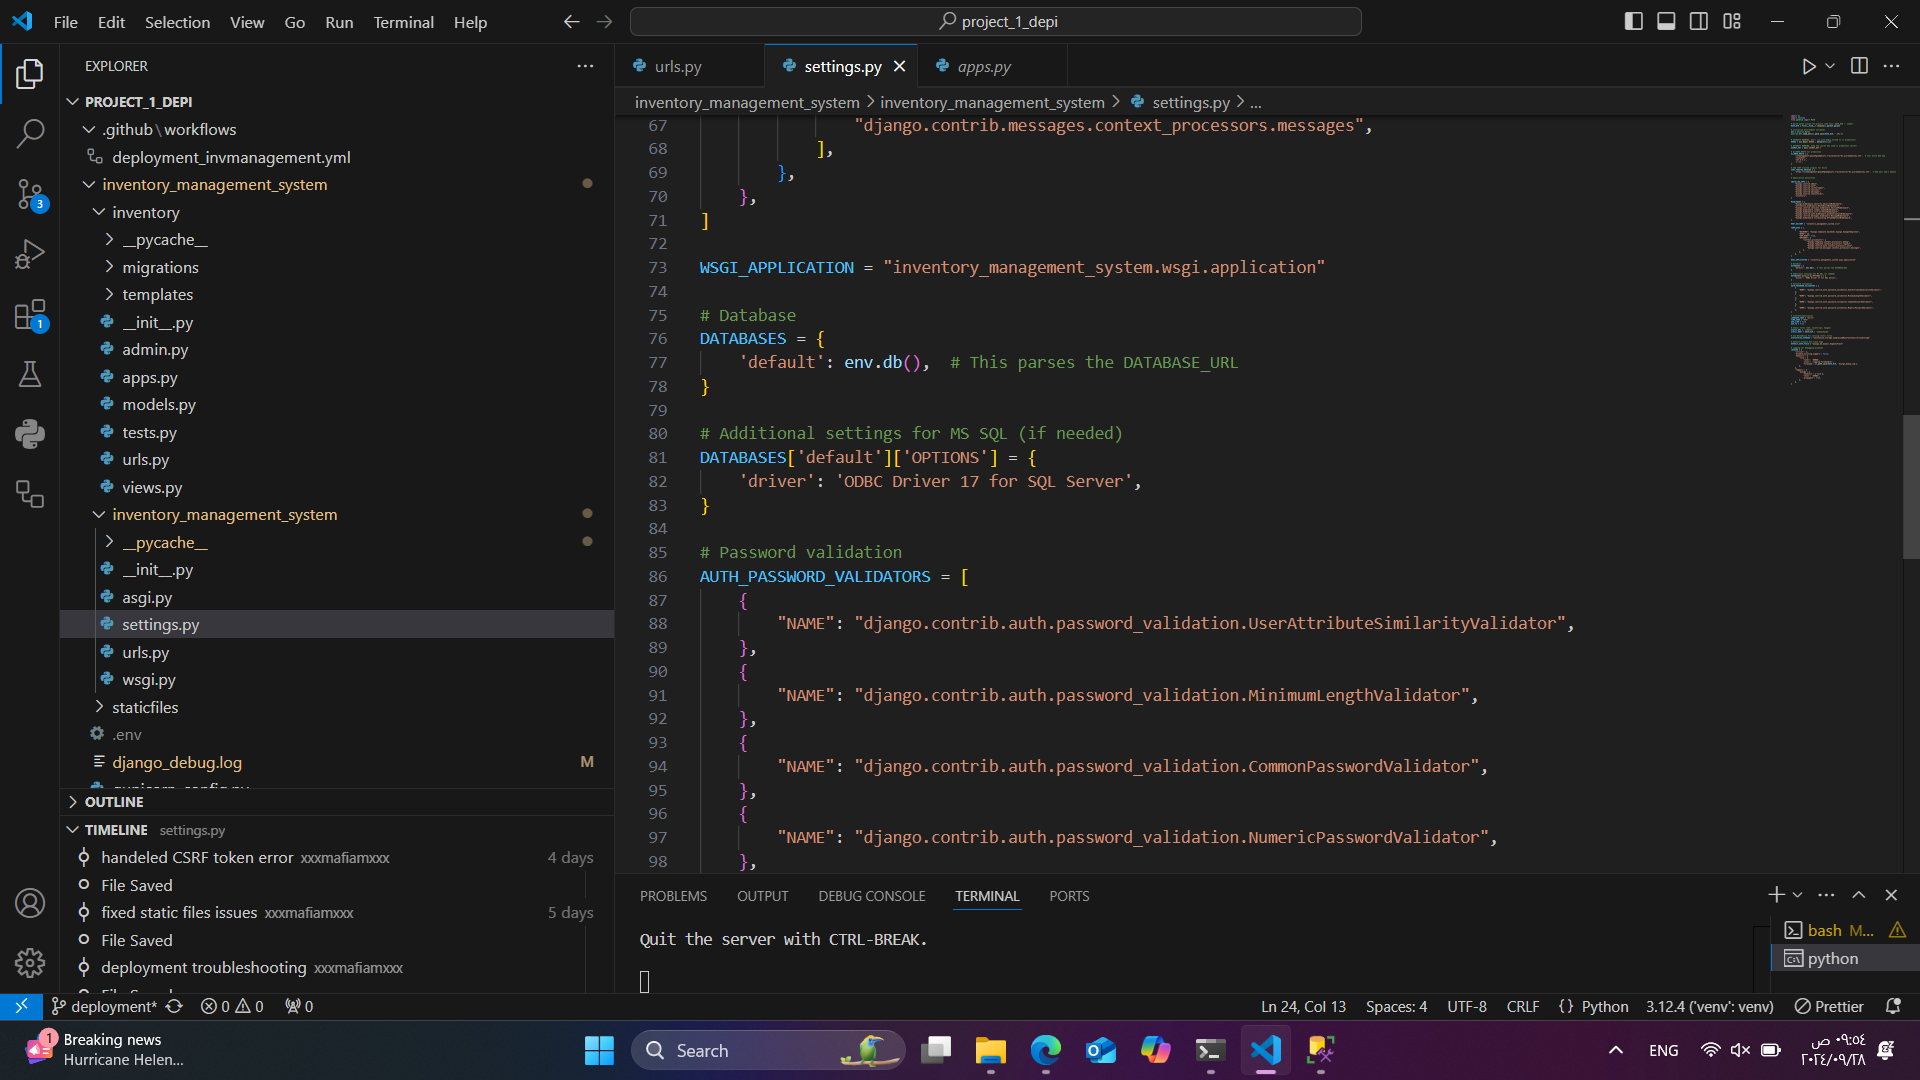 File Edit Selection View Go Run Terminal Help
project_1_depi
EXPLORER
PROJECT_1_DEPI
.github\workflows
deployment_invmanagement.yml
inventory_management_system
inventory
__pycache__
migrations
templates
__init__.py
admin.py
apps.py
models.py
tests.py
urls.py
views.py
inventory_management_system
__pycache__
__init__.py
asgi.py
settings.py
urls.py
wsgi.py
staticfiles
.env
django_debug.log M
OUTLINE
TIMELINE settings.py
handeled CSRF token error xxxmafiamxxx 4 days
File Saved
fixed static files issues xxxmafiamxxx 5 days
File Saved
deployment troubleshooting xxxmafiamxxx
3
1
urls.py settings.py apps.py
inventory_management_system > inventory_management_system > settings.py > ...
67 "django.contrib.messages.context_processors.messages",
68 ],
69 },
70 },
71 ]
72
73 WSGI_APPLICATION = "inventory_management_system.wsgi.application"
74
75 # Database
76 DATABASES = {
77 'default': env.db(), # This parses the DATABASE_URL
78 }
79
80 # Additional settings for MS SQL (if needed)
81 DATABASES['default']['OPTIONS'] = {
82 'driver': 'ODBC Driver 17 for SQL Server',
83 }
84
85 # Password validation
86 AUTH_PASSWORD_VALIDATORS = [
87 {
88 "NAME": "django.contrib.auth.password_validation.UserAttributeSimilarityValidator",
89 },
90 {
91 "NAME": "django.contrib.auth.password_validation.MinimumLengthValidator",
92 },
93 {
94 "NAME": "django.contrib.auth.password_validation.CommonPasswordValidator",
95 },
96 {
97 "NAME": "django.contrib.auth.password_validation.NumericPasswordValidator",
98 },
PROBLEMS OUTPUT DEBUG CONSOLE TERMINAL PORTS
Quit the server with CTRL-BREAK.
bash M...
python
deployment* 0 0 0
Ln 24, Col 13 Spaces: 4 UTF-8 CRLF {} Python 3.12.4 ('venv': venv) Prettier
1
Breaking news
Hurricane Helen...
Search
ENG
٠٩:٥٤ ص
٢٠٢٤/٠٩/٢٨